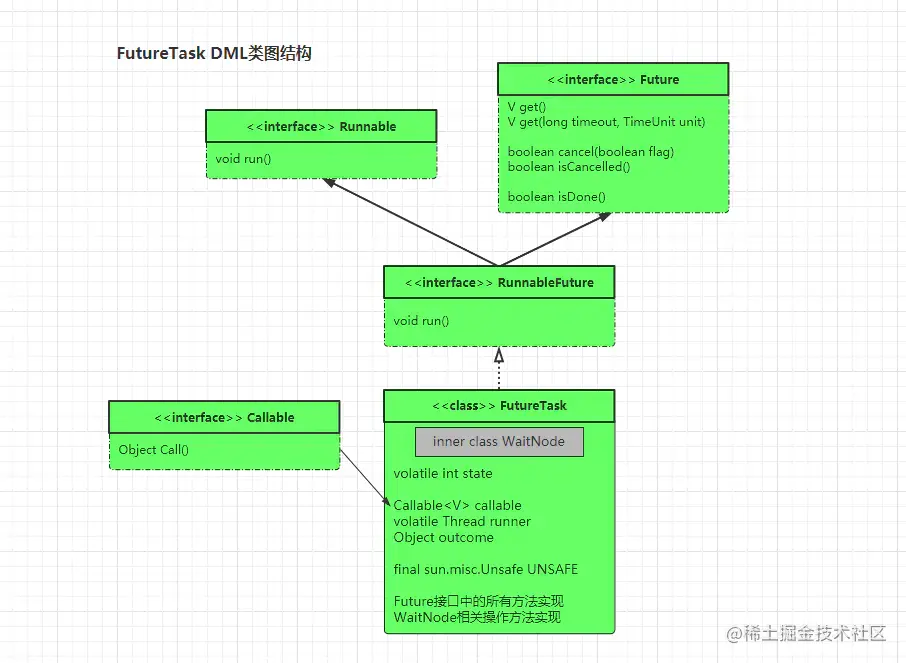 FutureTask DML类图结构
<<interface>> Future
V get()
V get(long timeout, TimeUnit unit)
boolean cancel(boolean flag)
boolean isCancelled()
boolean isDone()
<<interface>> Runnable
void run()
<<interface>> RunnableFuture
void run()
<<interface>> Callable
Object Call()
<<class>> FutureTask
inner class WaitNode
volatile int state
Callable<V> callable
volatile Thread runner
Object outcome
final sun.misc.Unsafe UNSAFE
Future接口中的所有方法实现
WaitNode相关操作方法实现
@稀土掘金技术社区